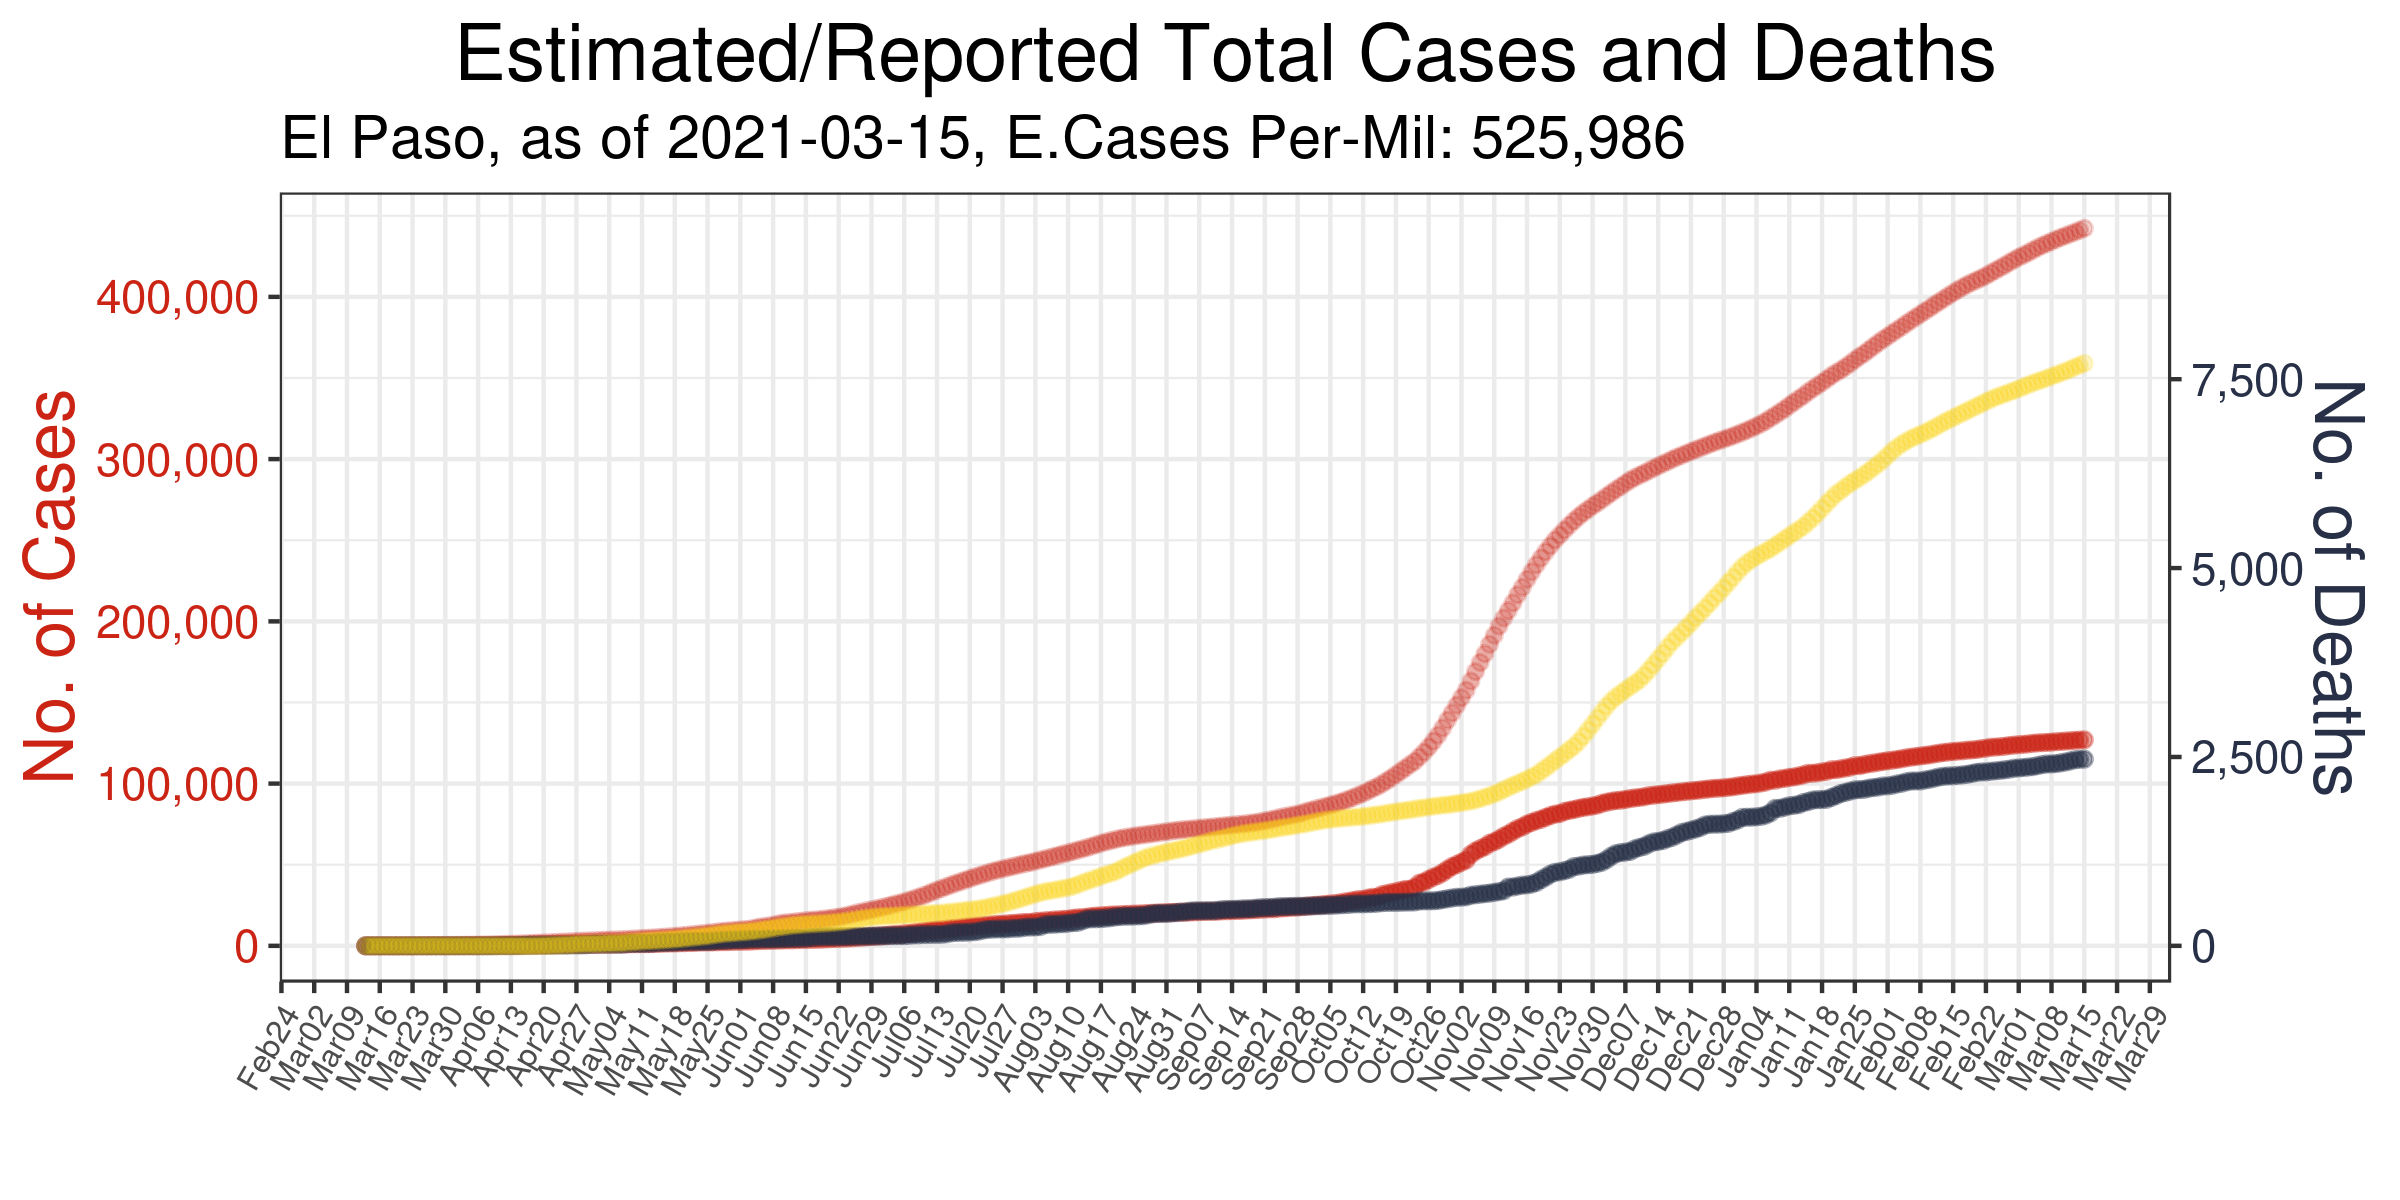 Estimated/Reported Total Cases and Deaths
El Paso, as of 2021-03-15, E.Cases Per-Mil: 525,986
No. of Cases
400,000
300,000
200,000
100,000
0
7,500
5,000
2,500
0
No. of Deaths
Feb24
Mar02
Mar09
Mar16
Mar23
Mar30
Apr06
Apr13
Apr20
Apr27
May04
May11
May18
May25
Jun01
Jun08
Jun15
Jun22
Jun29
Jul06
Jul13
Jul20
Jul27
Aug03
Aug10
Aug17
Aug24
Aug31
Sep07
Sep14
Sep21
Sep28
Oct05
Oct12
Oct19
Oct26
Nov02
Nov09
Nov16
Nov23
Nov30
Dec07
Dec14
Dec21
Dec28
Jan04
Jan11
Jan18
Jan25
Feb01
Feb08
Feb15
Feb22
Mar01
Mar08
Mar15
Mar22
Mar29